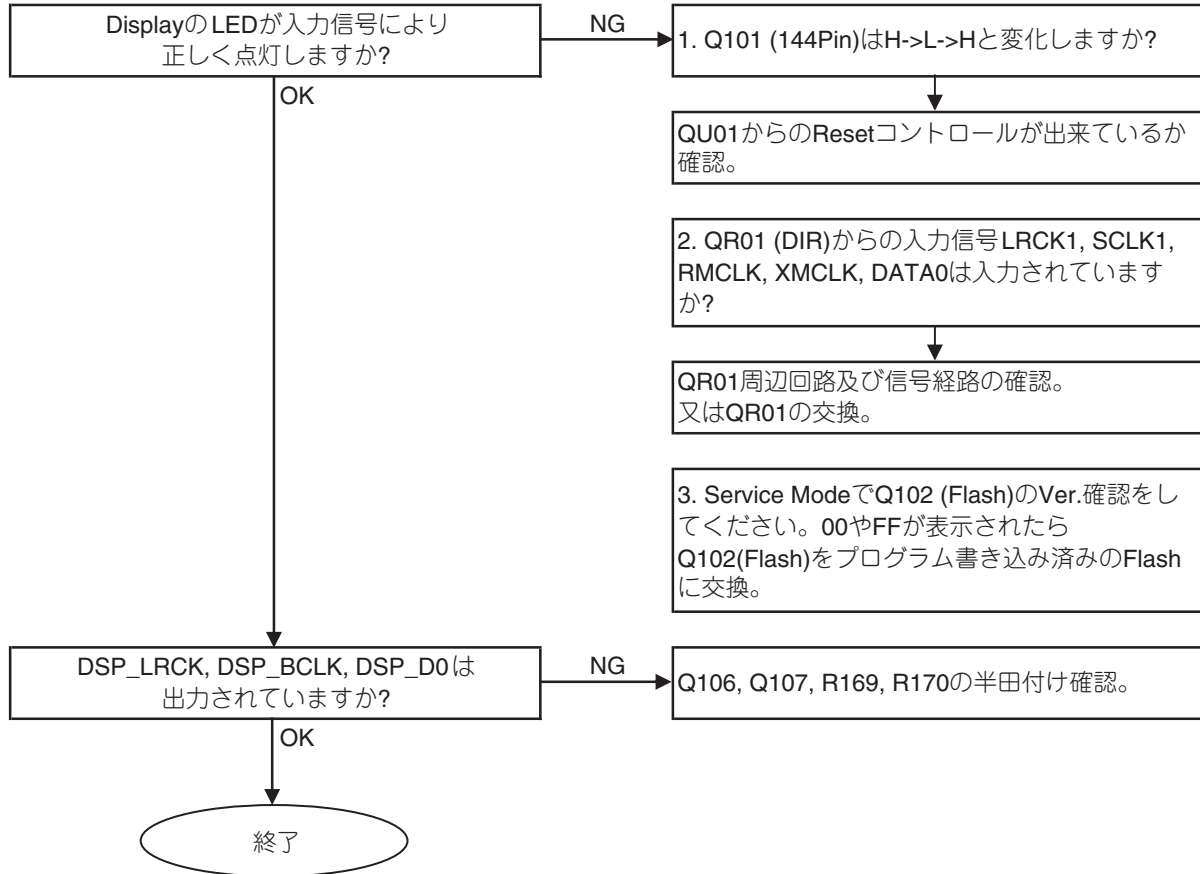 DisplayのLEDが入力信号により
正しく点灯しますか?
NG
1. Q101 (144Pin)はH->L->Hと変化しますか?
OK
QU01からのResetコントロールが出来ているか
確認。
2. QR01 (DIR)からの入力信号LRCK1, SCLK1,
RMCLK, XMCLK, DATA0は入力されています
か?
QR01周辺回路及び信号経路の確認。
又はQR01の交換。
3. Service ModeでQ102 (Flash)のVer.確認をし
てください。00やFFが表示されたら
Q102(Flash)をプログラム書き込み済みのFlash
に交換。
DSP_LRCK, DSP_BCLK, DSP_D0は
出力されていますか?
NG
Q106, Q107, R169, R170の半田付け確認。
OK
終了